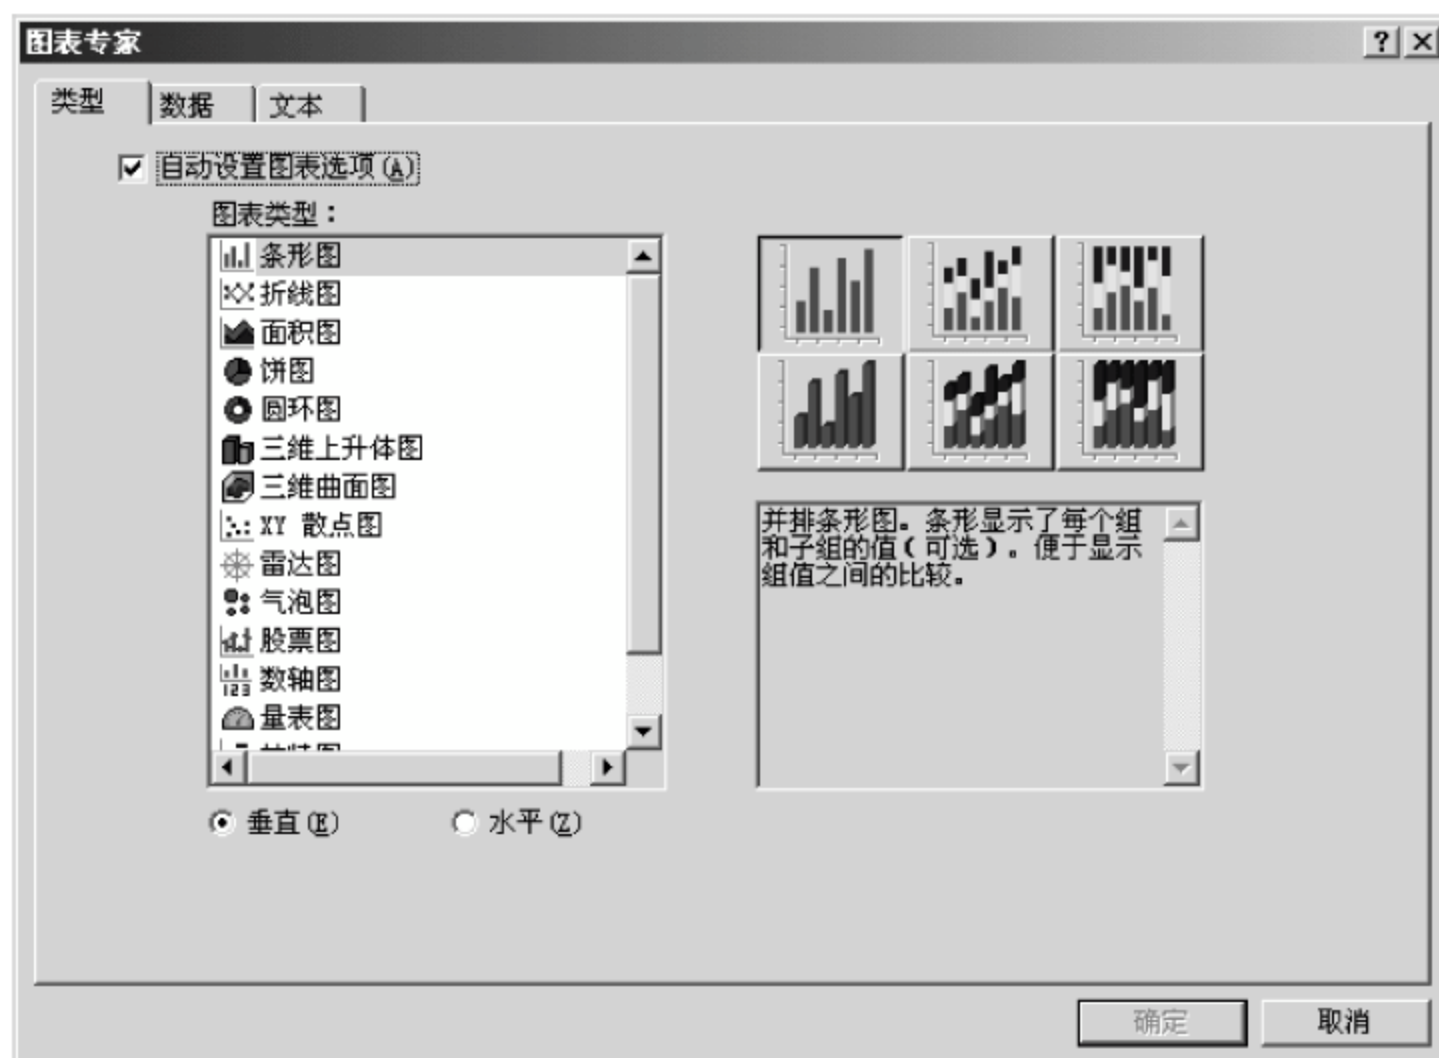 图表专家
类型
数据
文本
自动设置图表选项(A)
图表类型：
条形图
折线图
面积图
饼图
圆环图
三维上升体图
三维曲面图
XY 散点图
雷达图
气泡图
股票图
数轴图
量表图
并排条形图。条形显示了每个组
和子组的值(可选)。便于显示
组值之间的比较。
垂直(E)
水平(Z)
确定
取消